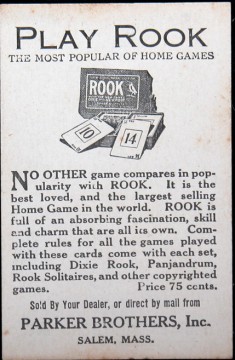 PLAY ROOK
THE MOST POPULAR OF HOME GAMES
ROOK
10
14
NO OTHER game compares in pop-
ularity with ROOK. It is the
best loved, and the largest selling
Home Game in the world. ROOK is
full of an absorbing fascination, skill
and charm that are all its own. Com-
plete rules for all the games played
with these cards come with each set,
including Dixie Rook, Panjandrum,
Rook Solitaires, and other copyrighted
games. Price 75 cents.
Sold By Your Dealer, or direct by mail from
PARKER BROTHERS, Inc.
SALEM, MASS.